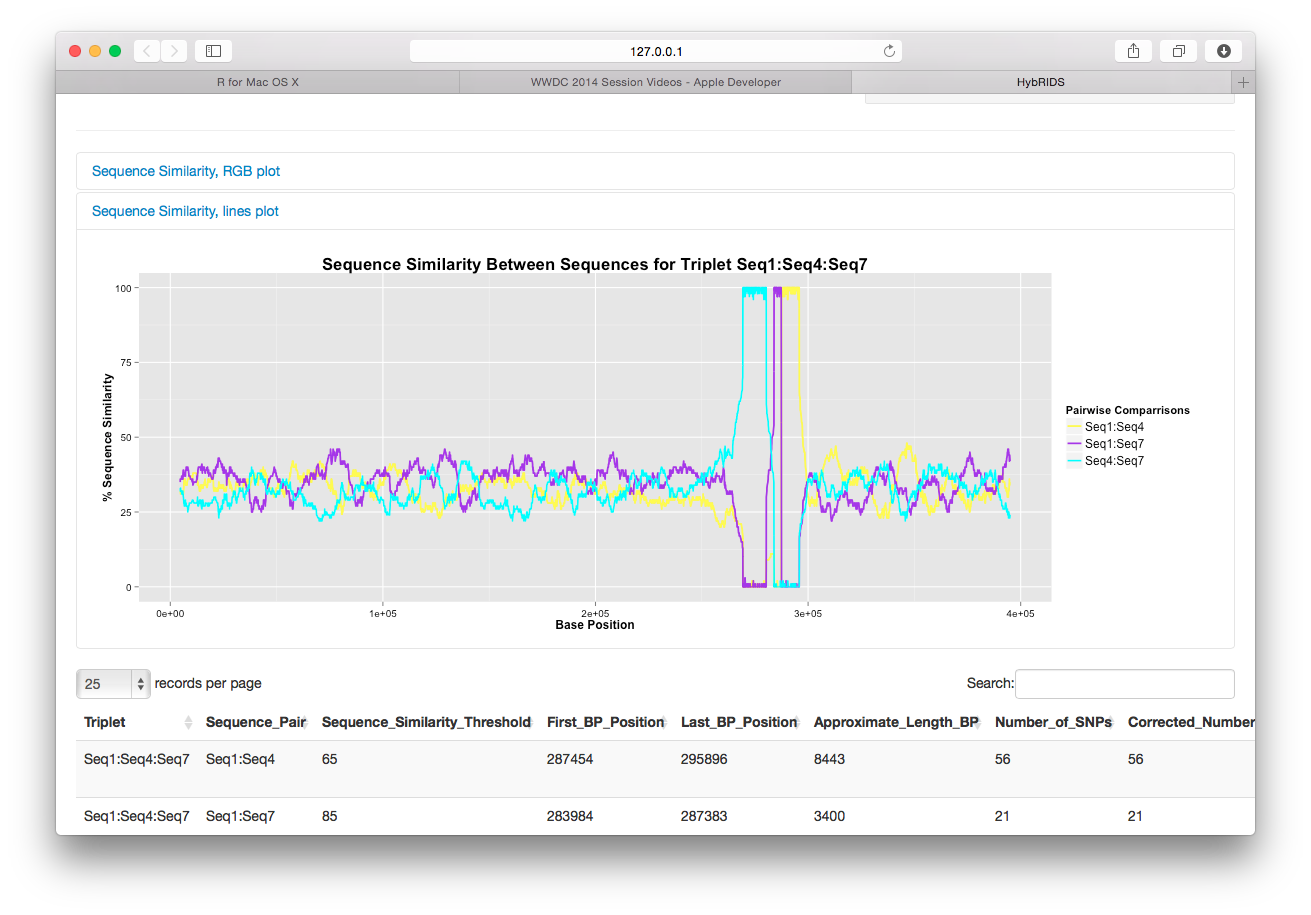 127.0.0.1
R for Mac OS X
WWDC 2014 Session Videos - Apple Developer
HybRIDS
Sequence Similarity, RGB plot
Sequence Similarity, lines plot
Sequence Similarity Between Sequences for Triplet Seq1:Seq4:Seq7
100
75
50
25
0
% Sequence Similarity
0e+00 1e+05 2e+05 3e+05 4e+05
Base Position
Pairwise Comparrisons
Seq1:Seq4
Seq1:Seq7
Seq4:Seq7
25 records per page Search:
Triplet Sequence_Pair Sequence_Similarity_Threshold First_BP_Position Last_BP_Position Approximate_Length_BP Number_of_SNPs Corrected_Number
Seq1:Seq4:Seq7 Seq1:Seq4 65 287454 295896 8443 56 56
Seq1:Seq4:Seq7 Seq1:Seq7 85 283984 287383 3400 21 21